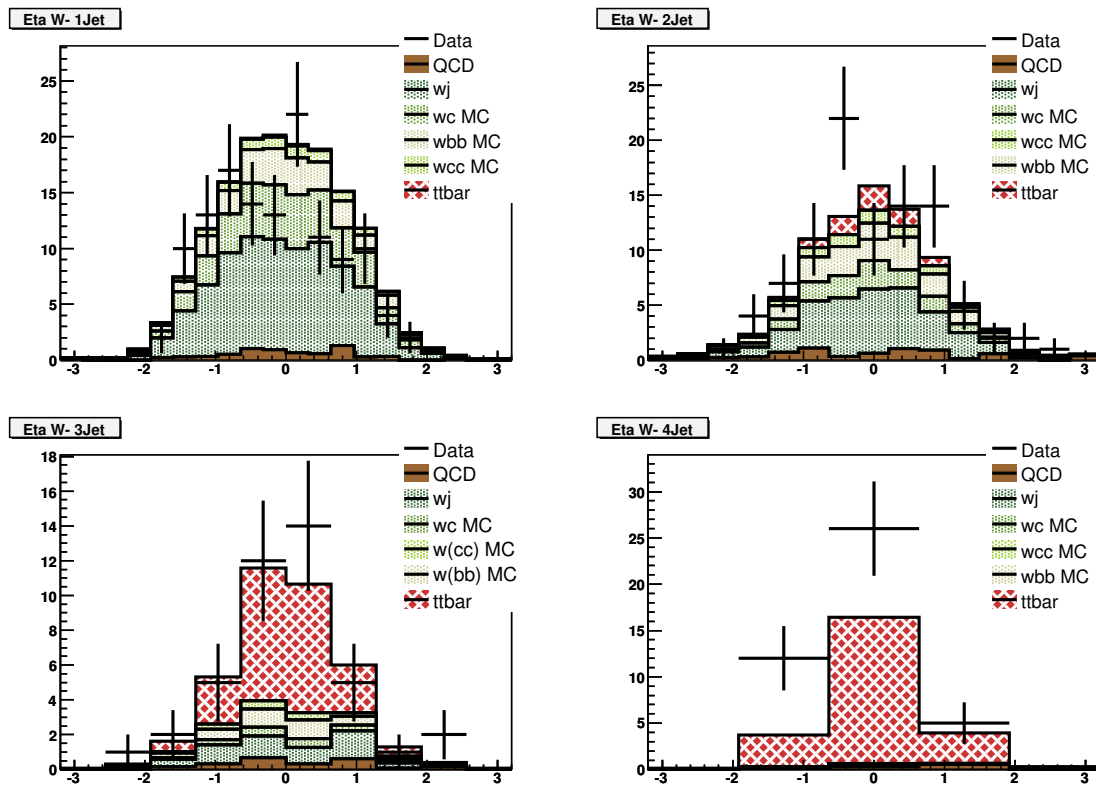 Eta W- 1Jet
Data
QCD
wj
wc MC
wbb MC
wcc MC
ttbar
25
20
15
10
5
0
-3 -2 -1 0 1 2 3
Eta W- 2Jet
Data
QCD
wj
wc MC
wcc MC
wbb MC
ttbar
25
20
15
10
5
0
-3 -2 -1 0 1 2 3
Eta W- 3Jet
Data
QCD
wj
wc MC
w(cc) MC
w(bb) MC
ttbar
18
16
14
12
10
8
6
4
2
0
-3 -2 -1 0 1 2 3
Eta W- 4Jet
Data
QCD
wj
wc MC
wcc MC
wbb MC
ttbar
30
25
20
15
10
5
0
-3 -2 -1 0 1 2 3